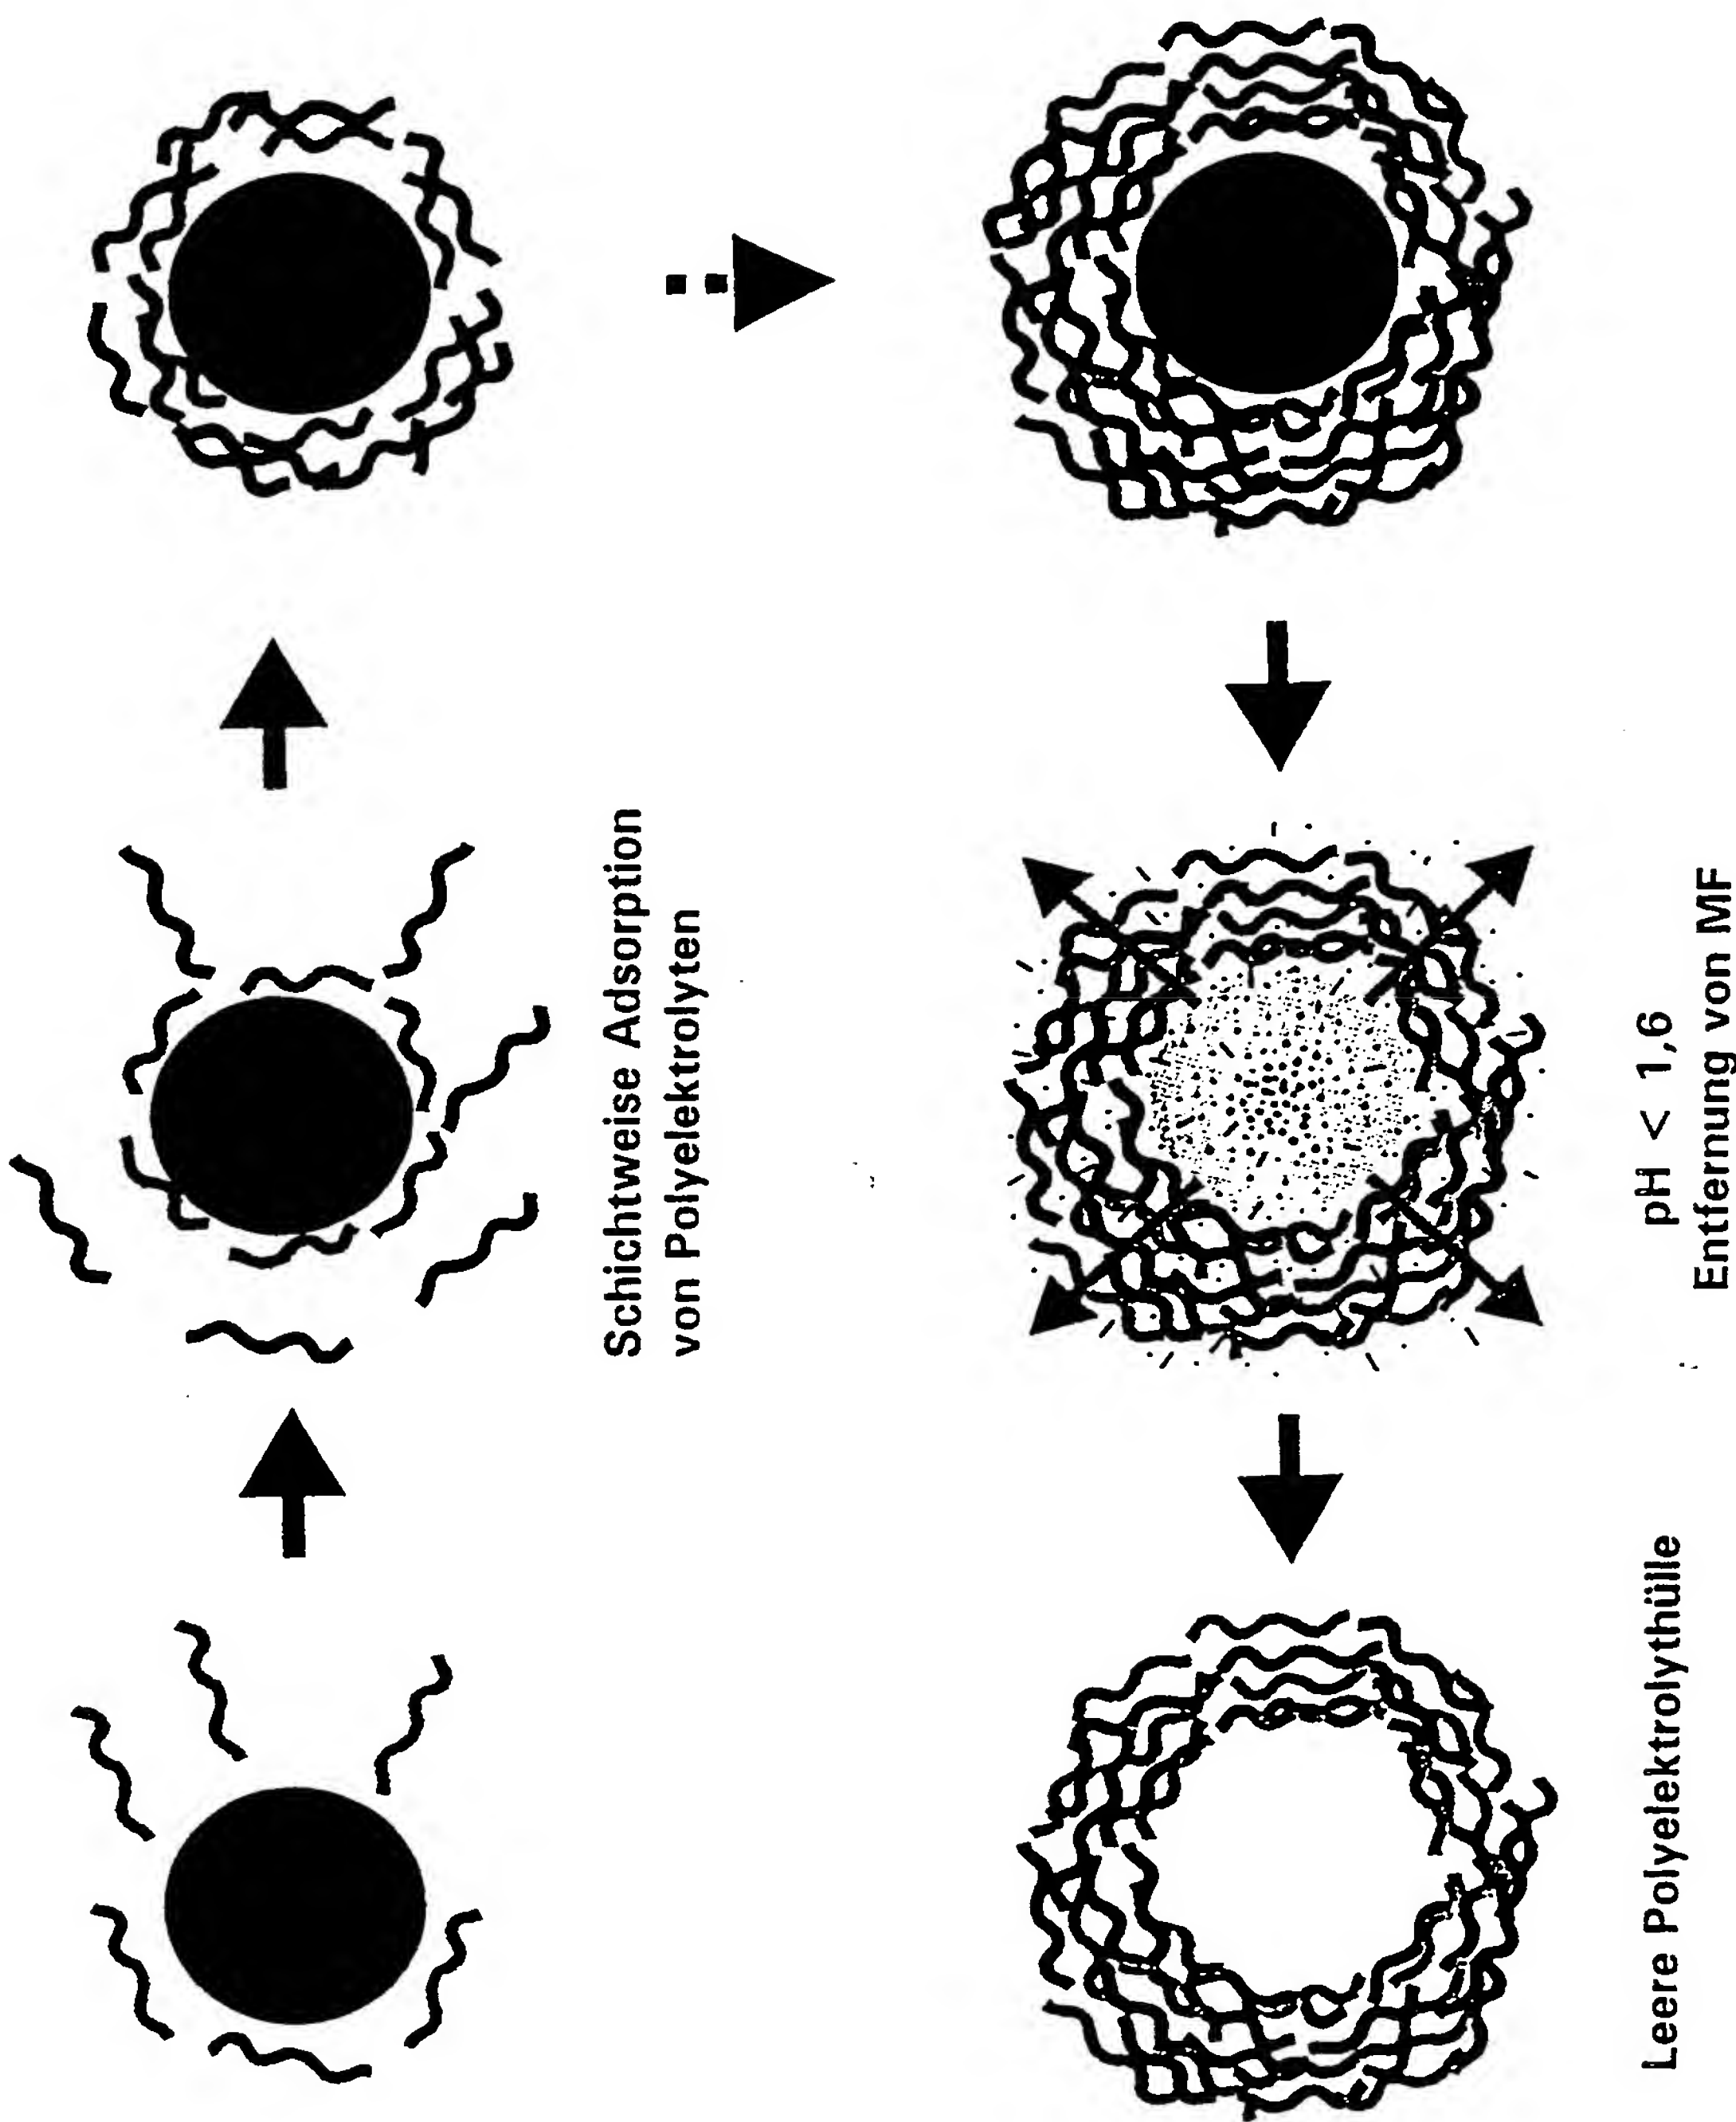 Schichtweise Adsorption
von Polyelektrolyten
Leere Polyelektrolythülle
pH < 1,6
Entfernung von MF